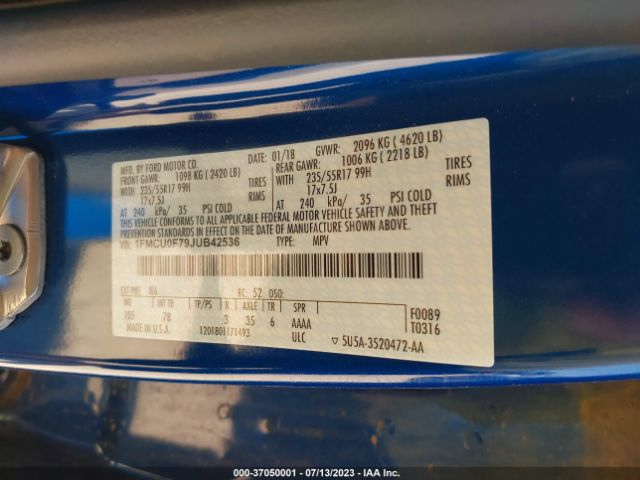 MFD. BY FORD MOTOR CO. DATE: 01/18 GVWR: 2096 KG ( 4620 LB)
FRONT GAWR: 1098 KG ( 2420 LB) REAR GAWR: 1006 KG ( 2218 LB)
WITH 235/55R17 99H TIRES WITH 235/55R17 99H TIRES
17x7.5J RIMS 17x7.5J RIMS
AT 240 kPa/ 35 PSI COLD AT 240 kPa/ 35 PSI COLD
THIS VEHICLE CONFORMS TO ALL APPLICABLE FEDERAL MOTOR VEHICLE SAFETY AND THEFT
PREVENTION STANDARDS IN EFFECT ON THE DATE OF MANUFACTURE SHOWN ABOVE.
VIN: 1FMCU0F79JUB42536 TYPE: MPV
EXT PNT: N6 RC: 52 DSO:
WB INT TR TP/PS R AXLE TR SPR F0089
105 78 3 35 6 AAAA T0316
MADE IN U.S.A. 1201801171493 ULC ▽ 5U5A-3520472-AA
000-37050001 - 07/13/2023 - IAA Inc.